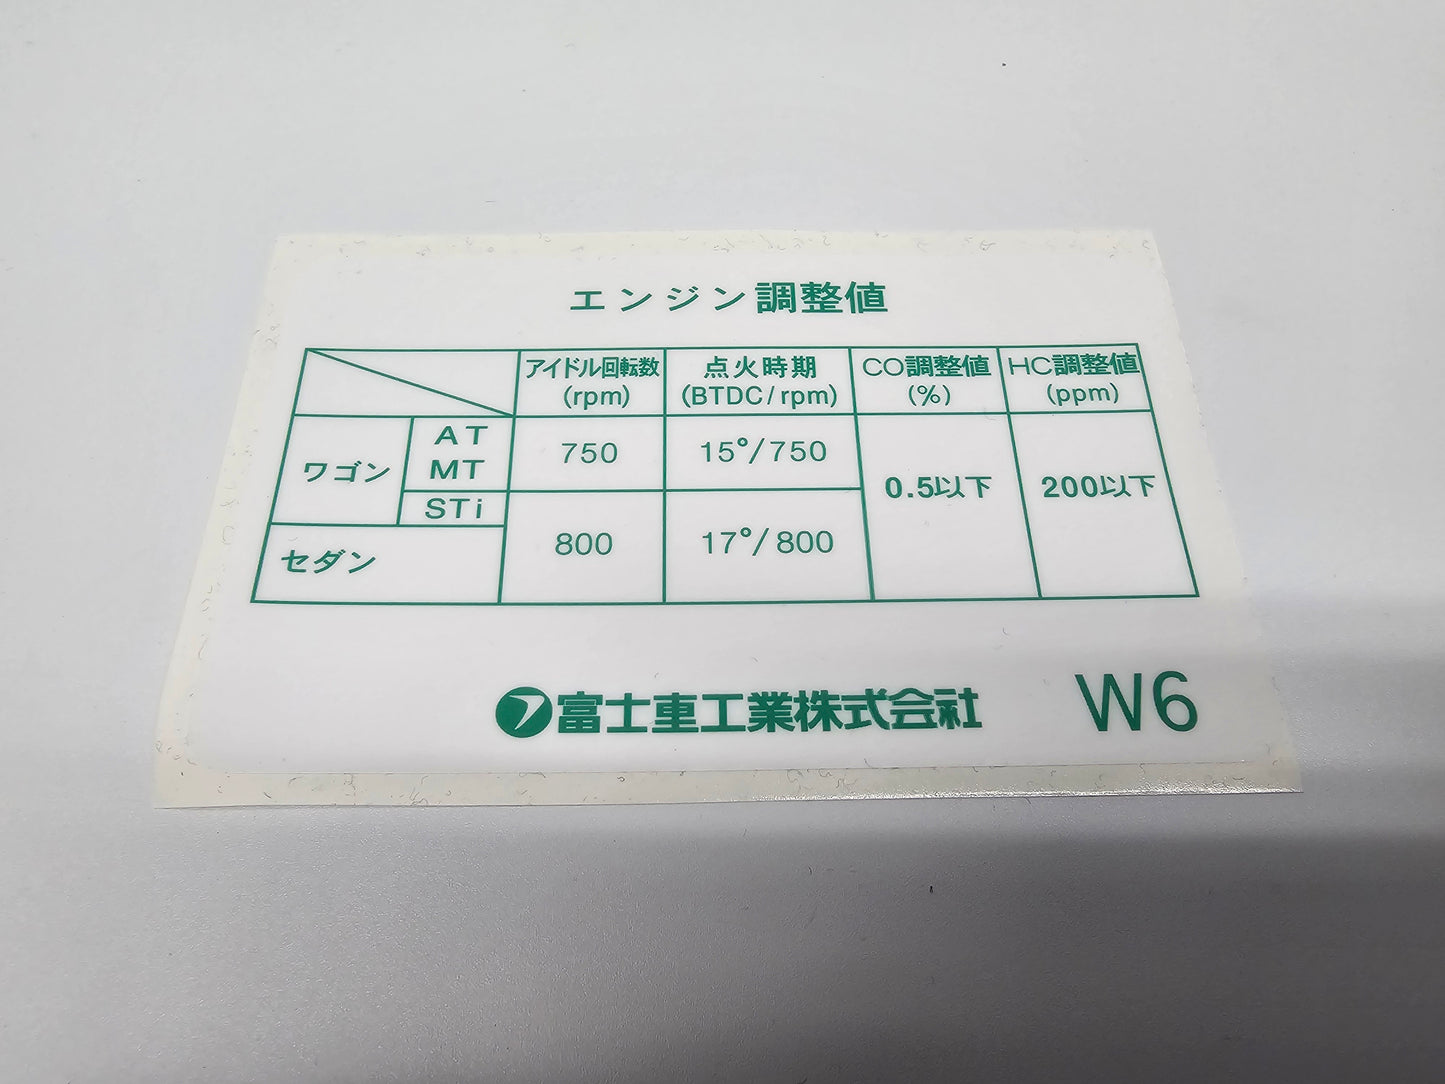 エンジン調整値
アイドル回転数 点火時期 CO調整値 HC調整値
(rpm) (BTDC/rpm) (%) (ppm)
ワゴン AT MT 750 15°/750 0.5以下 200以下
STi 800 17°/800
セダン
富士重工業株式会社 W6